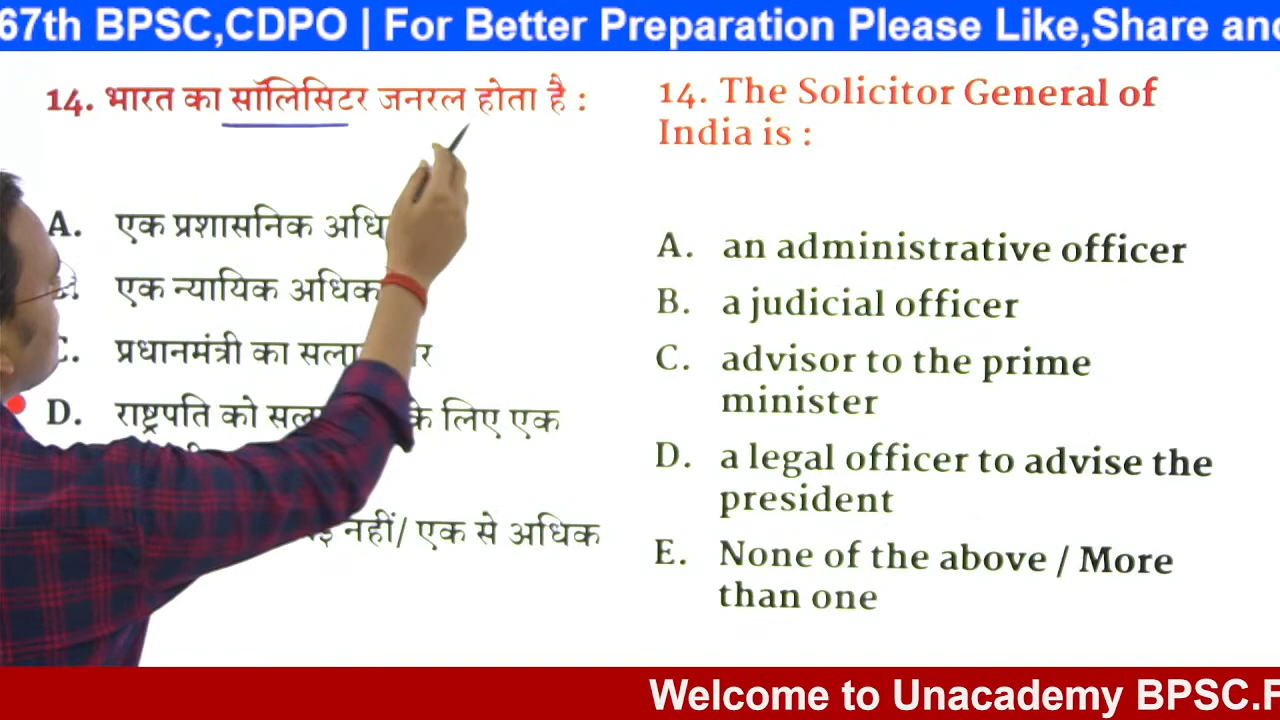 67th BPSC,CDPO | For Better Preparation Please Like,Share and
14. भारत का सॉलिसिटर जनरल होता है :
A. एक प्रशासनिक
एक न्यायिक
C. प्रधानमंत्री का
D. राष्ट्रपति को के लिए एक
नहीं/ एक से अधिक
14. The Solicitor General of
India is :
A. an administrative officer
B. a judicial officer
C. advisor to the prime
minister
D. a legal officer to advise the
president
E. None of the above / More
than one
Welcome to Unacademy BPSC.